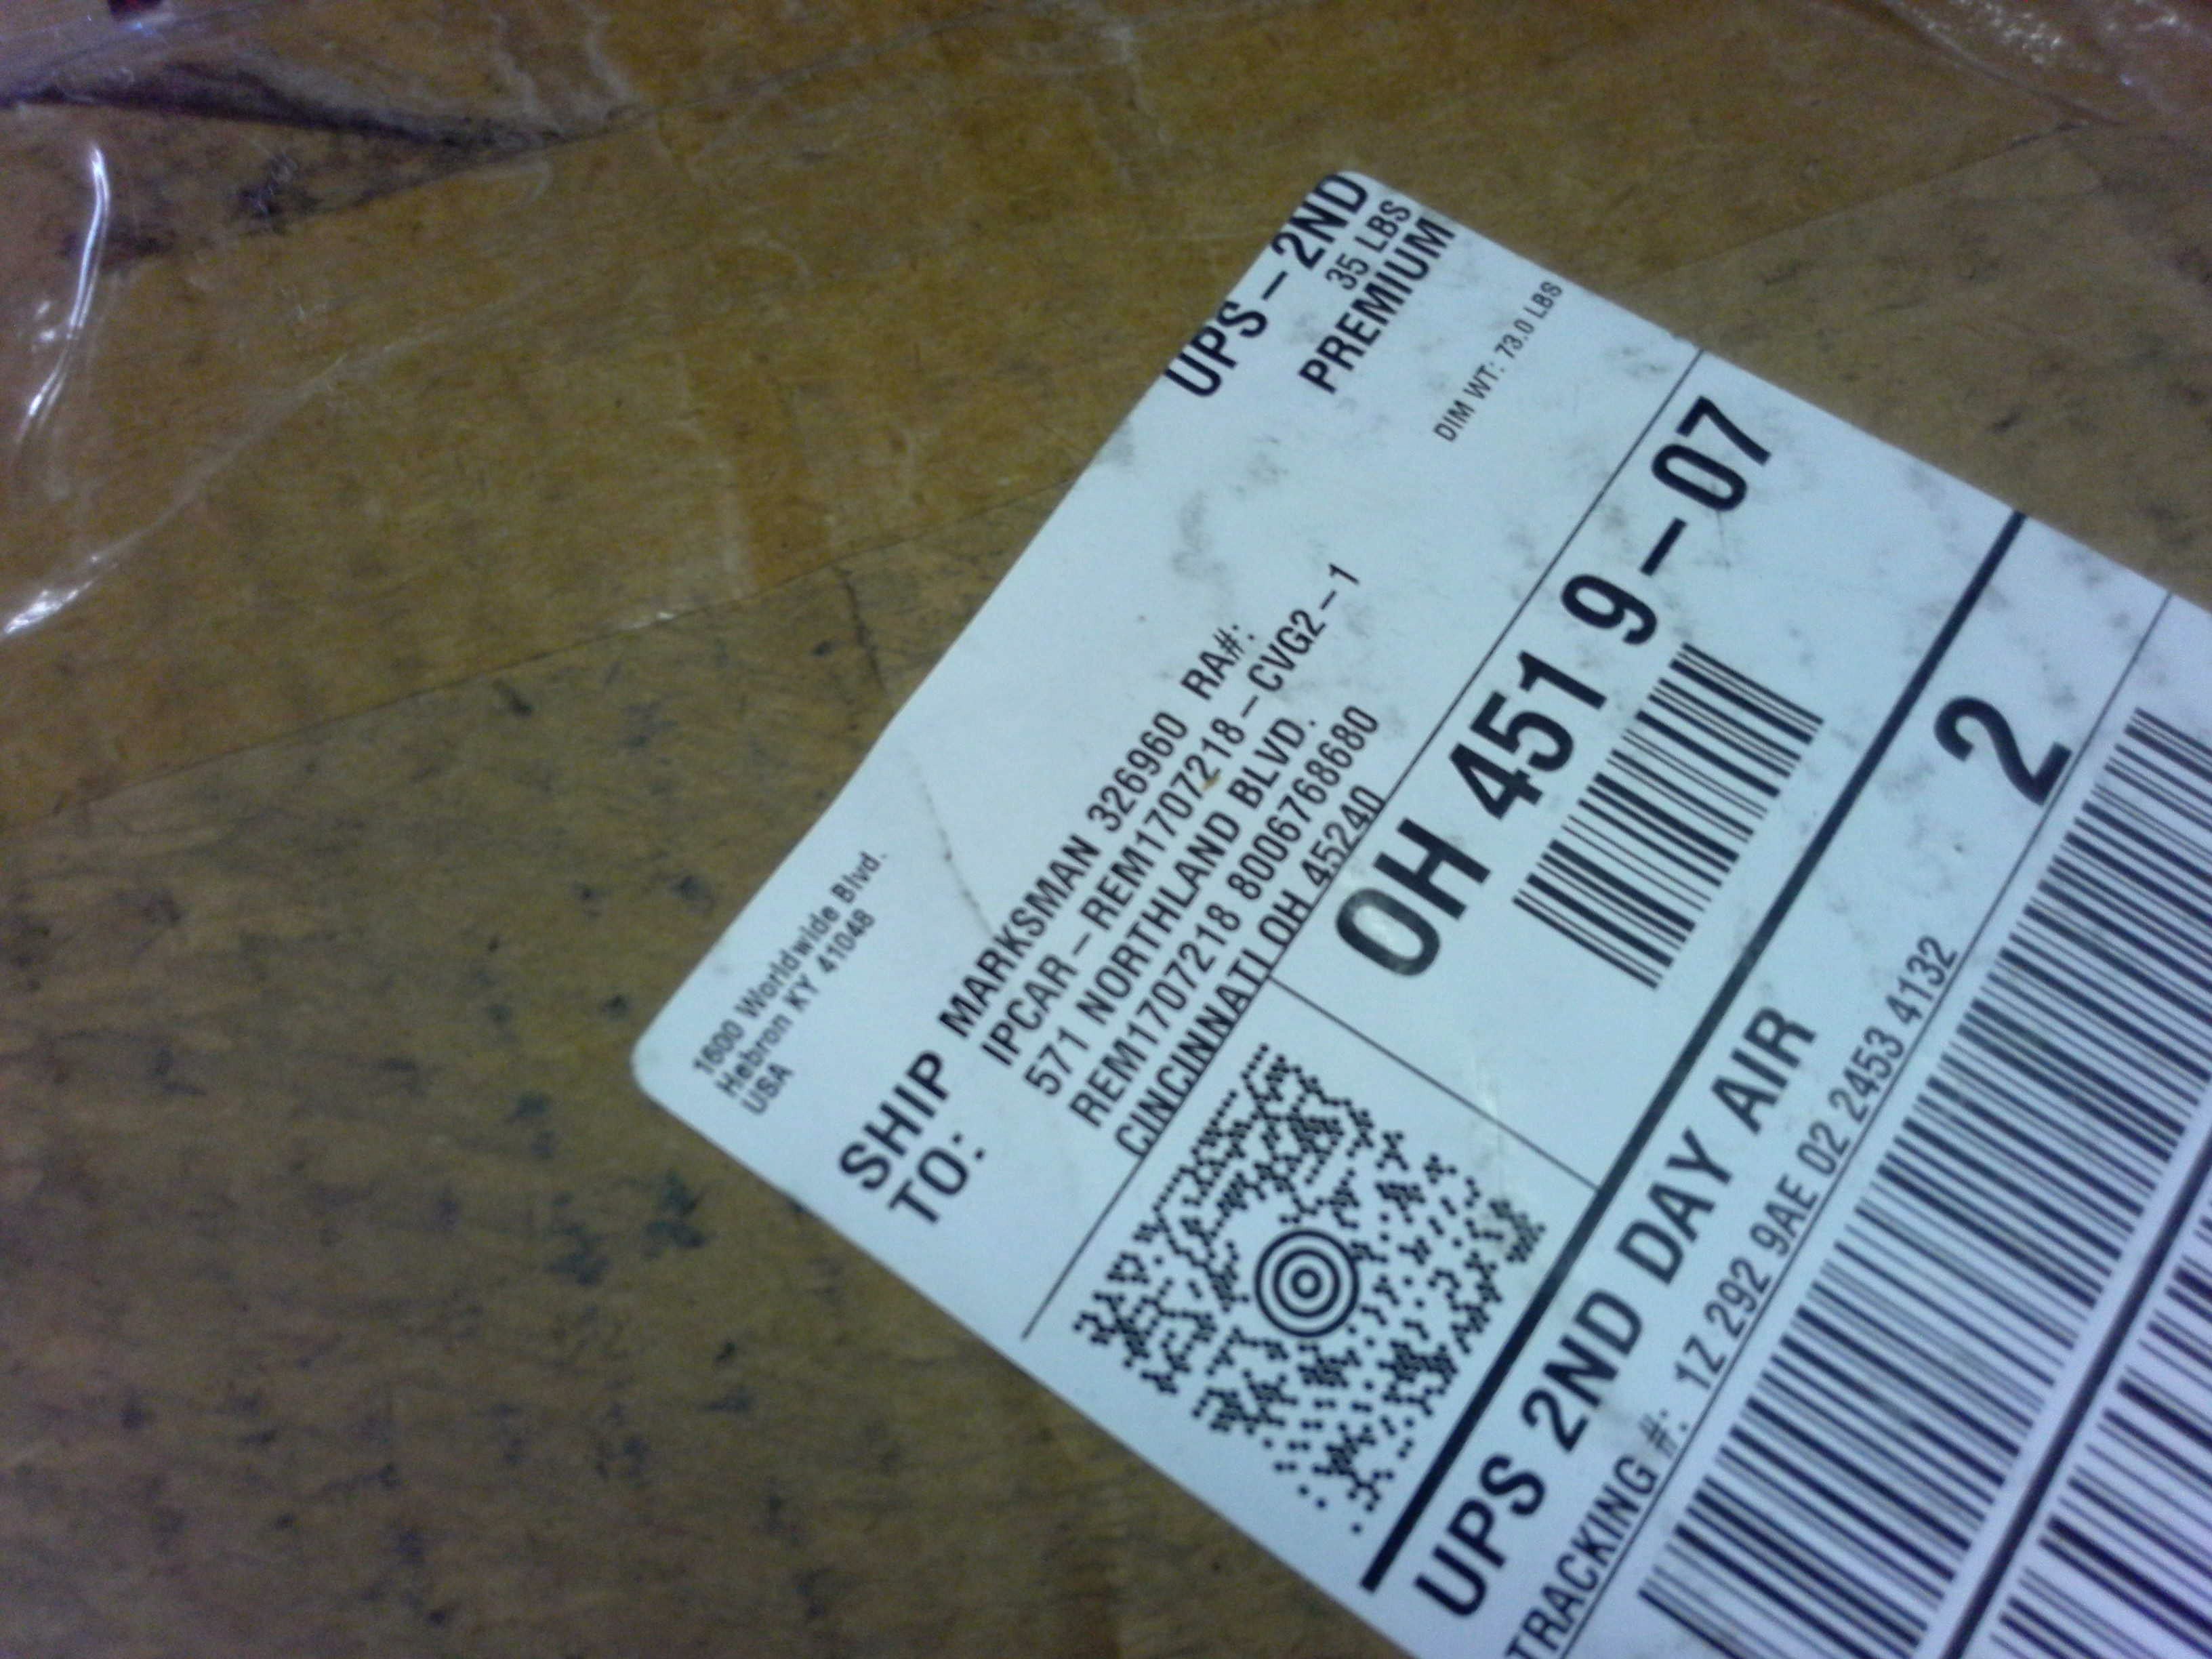 UPS-2ND
35 LBS
PREMIUM
DIM WT: 73.0 LBS
1600 Worldwide Blvd.
Hebron KY 41048
USA
SHIP TO:
MARKSMAN 326960 RA#:
IPCAR-REM1707218-CVG2-1
571 NORTHLAND BLVD.
REM1707218 8006768680
CINCINNATI OH 45240
OH 451 9-07
UPS 2ND DAY AIR
2
TRACKING #: 1Z 292 9AE 02 2453 4132